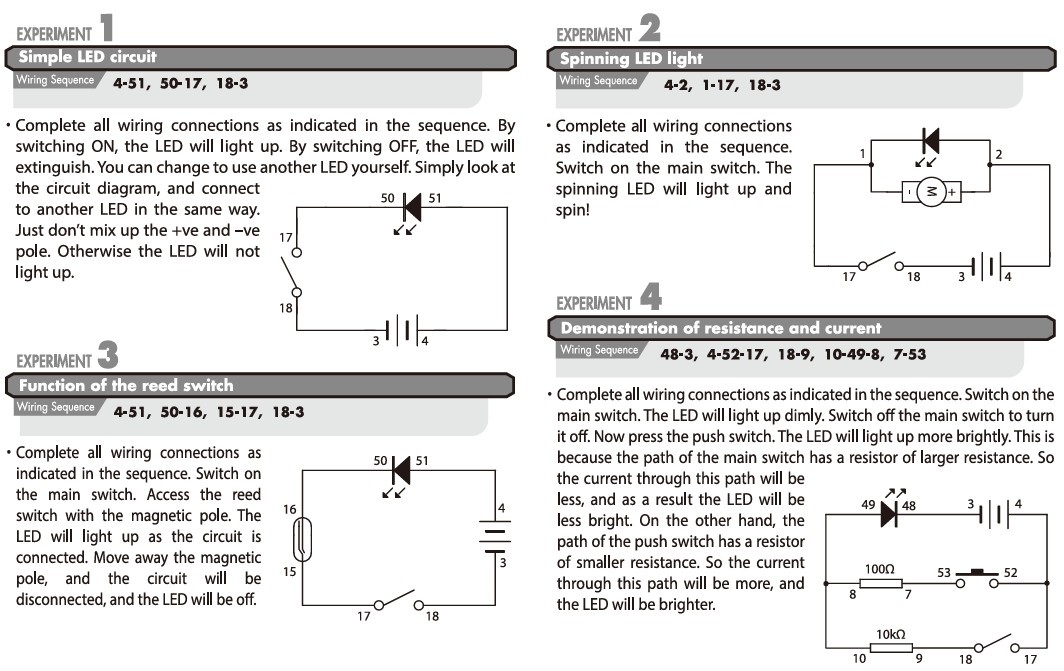 EXPERIMENT 1
Simple LED circuit
Wiring Sequence 4-51, 50-17, 18-3
• Complete all wiring connections as indicated in the sequence. By
switching ON, the LED will light up. By switching OFF, the LED will
extinguish. You can change to use another LED yourself. Simply look at
the circuit diagram, and connect
to another LED in the same way.
Just don't mix up the +ve and –ve
pole. Otherwise the LED will not
light up.
50 51
17
18
3 4
EXPERIMENT 3
Function of the reed switch
Wiring Sequence 4-51, 50-16, 15-17, 18-3
• Complete all wiring connections as
indicated in the sequence. Switch on
the main switch. Access the reed
switch with the magnetic pole. The
LED will light up as the circuit is
connected. Move away the magnetic
pole, and the circuit will be
disconnected, and the LED will be off.
50 51
16 4
15 3
17 18
EXPERIMENT 2
Spinning LED light
Wiring Sequence 4-2, 1-17, 18-3
• Complete all wiring connections
as indicated in the sequence.
Switch on the main switch. The
spinning LED will light up and
spin!
1 2
- M +
17 18 3 4
EXPERIMENT 4
Demonstration of resistance and current
Wiring Sequence 48-3, 4-52-17, 18-9, 10-49-8, 7-53
• Complete all wiring connections as indicated in the sequence. Switch on the
main switch. The LED will light up dimly. Switch off the main switch to turn
it off. Now press the push switch. The LED will light up more brightly. This is
because the path of the main switch has a resistor of larger resistance. So
the current through this path will be
less, and as a result the LED will be
less bright. On the other hand, the
path of the push switch has a resistor
of smaller resistance. So the current
through this path will be more, and
the LED will be brighter.
49 48 3 4
100Ω 53 52
8 7
10kΩ
10 9 18 17